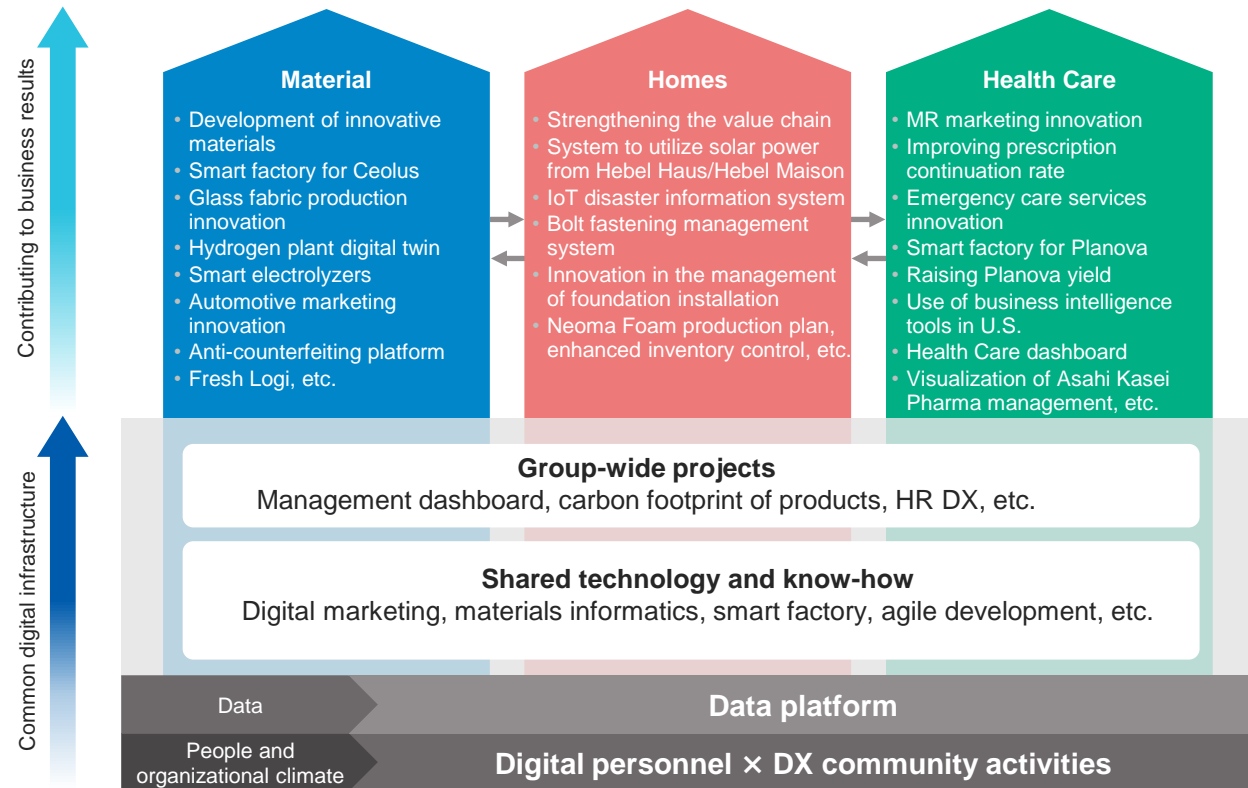 Contributing to business results
Material
• Development of innovative
materials
• Smart factory for Ceolus
• Glass fabric production
innovation
• Hydrogen plant digital twin
• Smart electrolyzers
• Automotive marketing
innovation
• Anti-counterfeiting platform
• Fresh Logi, etc.
Homes
• Strengthening the value chain
• System to utilize solar power
from Hebel Haus/Hebel Maison
• IoT disaster information system
• Bolt fastening management
system
• Innovation in the management
of foundation installation
• Neoma Foam production plan,
enhanced inventory control, etc.
Health Care
• MR marketing innovation
• Improving prescription
continuation rate
• Emergency care services
innovation
• Smart factory for Planova
• Raising Planova yield
• Use of business intelligence
tools in U.S.
• Health Care dashboard
• Visualization of Asahi Kasei
Pharma management, etc.
Common digital infrastructure
Group-wide projects
Management dashboard, carbon footprint of products, HR DX, etc.
Shared technology and know-how
Digital marketing, materials informatics, smart factory, agile development, etc.
Data
Data platform
People and
organizational climate
Digital personnel × DX community activities